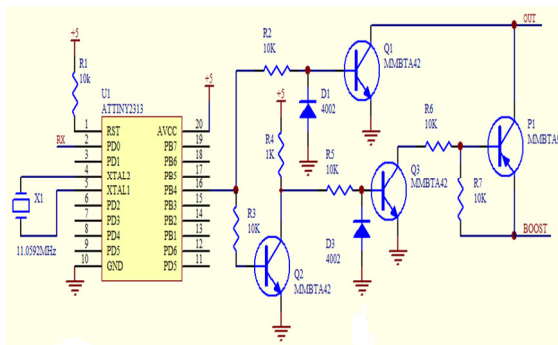 +5
R1
10k
U1
ATTINY2313
+5
RX
1 RST AVCC 20
2 PD0 PB7 19
3 PD1 PB6 18
4 XTAL2 PB5 17
5 XTAL1 PB4 16
6 PD2 PB3 15
7 PD3 PB2 14
8 PD4 PB1 13
9 PD5 PD6 12
10 GND PD5 11
X1
11.0592MHz
R2
10K
D1
4002
Q1
MMBTA42
OUT
+5
R4
1K
R3
10K
R5
10K
Q2
MMBTA42
D3
4002
Q3
MMBTA42
R6
10K
R7
10K
P1
BOOST